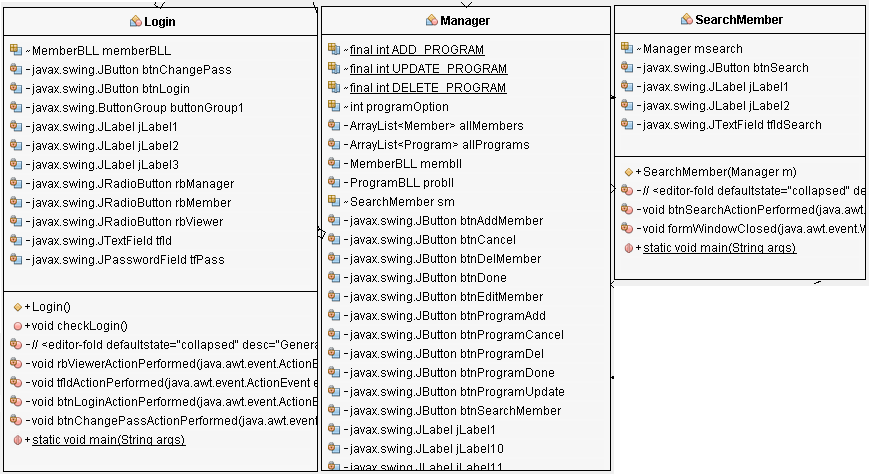 Login
~MemberBLL memberBLL
-javax.swing.JButton btnChangePass
-javax.swing.JButton btnLogin
-javax.swing.ButtonGroup buttonGroup1
-javax.swing.JLabel jLabel1
-javax.swing.JLabel jLabel2
-javax.swing.JLabel jLabel3
-javax.swing.JRadioButton rbManager
-javax.swing.JRadioButton rbMember
-javax.swing.JRadioButton rbViewer
-javax.swing.JTextField tfId
-javax.swing.JPasswordField tfPass
+Login()
+void checkLogin()
-// <editor-fold defaultstate="collapsed" desc="Genera
-void rbViewerActionPerformed(java.awt.event.ActionE
-void tfIdActionPerformed(java.awt.event.ActionEvent e
-void btnLoginActionPerformed(java.awt.event.ActionE
-void btnChangePassActionPerformed(java.awt.event
+static void main(String args)
Manager
~final int ADD_PROGRAM
~final int UPDATE_PROGRAM
~final int DELETE_PROGRAM
~int programOption
-ArrayList<Member> allMembers
-ArrayList<Program> allPrograms
-MemberBLL membll
-ProgramBLL probll
~SearchMember sm
-javax.swing.JButton btnAddMember
-javax.swing.JButton btnCancel
-javax.swing.JButton btnDelMember
-javax.swing.JButton btnDone
-javax.swing.JButton btnEditMember
-javax.swing.JButton btnProgramAdd
-javax.swing.JButton btnProgramCancel
-javax.swing.JButton btnProgramDel
-javax.swing.JButton btnProgramDone
-javax.swing.JButton btnProgramUpdate
-javax.swing.JButton btnSearchMember
-javax.swing.JLabel jLabel1
-javax.swing.JLabel jLabel10
-javax.swing.JLabel jLabel11
SearchMember
~Manager msearch
-javax.swing.JButton btnSearch
-javax.swing.JLabel jLabel1
-javax.swing.JLabel jLabel2
-javax.swing.JTextField tfIdSearch
+SearchMember(Manager m)
-// <editor-fold defaultstate="collapsed" de
-void btnSearchActionPerformed(java.awt.
-void formWindowClosed(java.awt.event.W
+static void main(String args)